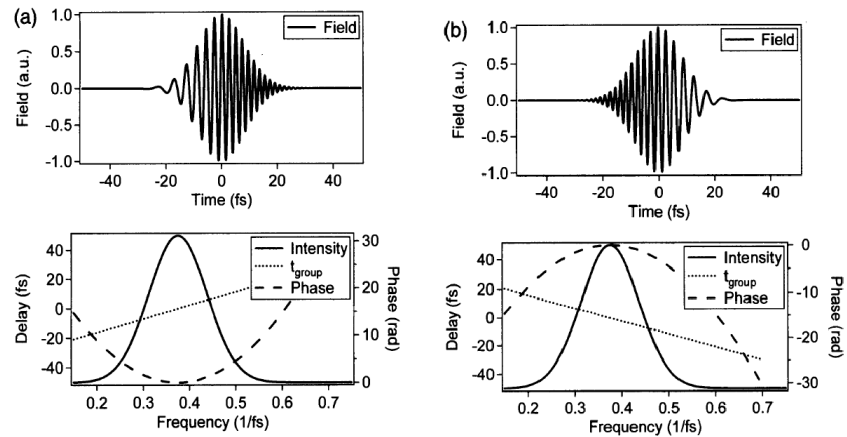 (a)
1.0
0.5
0.0
-0.5
-1.0
Field (a.u.)
Field
-40 -20 0 20 40
Time (fs)
40
20
0
-20
-40
Delay (fs)
Intensity
tgroup
Phase
30
20
10
0
Phase (rad)
0.2 0.3 0.4 0.5 0.6 0.7
Frequency (1/fs)
(b)
1.0
0.5
0.0
-0.5
-1.0
Field (a.u.)
Field
-40 -20 0 20 40
Time (fs)
40
20
0
-20
-40
Delay (fs)
Intensity
tgroup
Phase
0
-10
-20
-30
Phase (rad)
0.2 0.3 0.4 0.5 0.6 0.7
Frequency (1/fs)